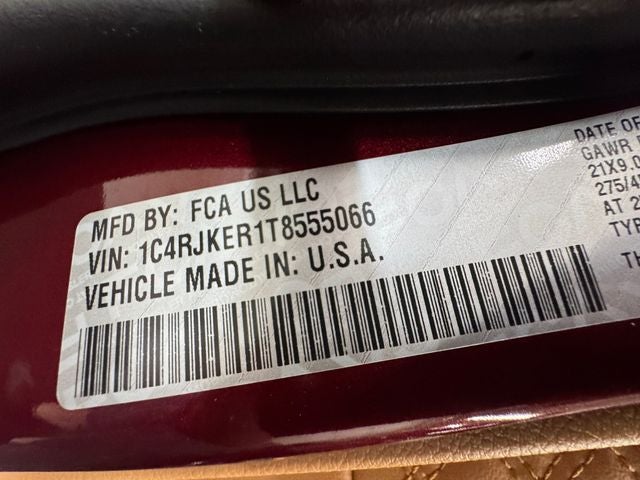 MFD BY: FCA US LLC
VIN: 1C4RJKER1T8555066
VEHICLE MADE IN: U.S.A.
DATE OF
GAWR
21X9.0
275/4
AT 2
TYP